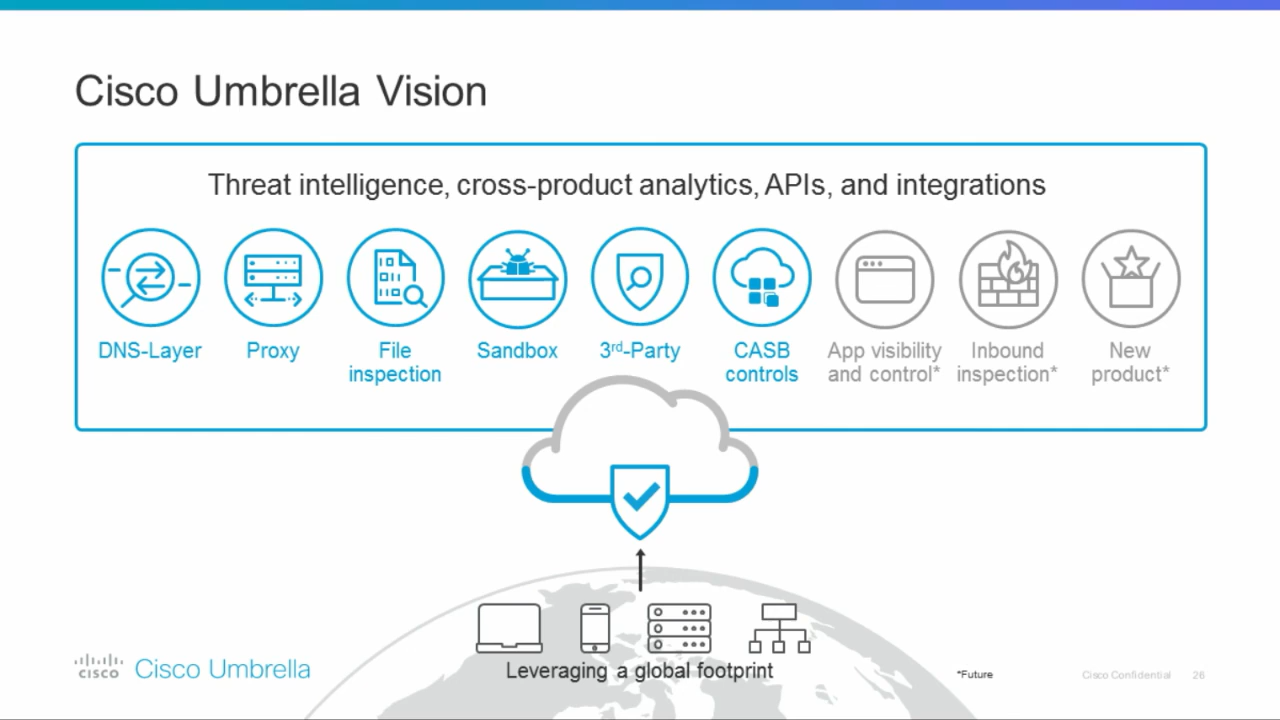 Cisco Umbrella Vision
Threat intelligence, cross-product analytics, APIs, and integrations
DNS-Layer
Proxy
File
inspection
Sandbox
3rd-Party
CASB
controls
App visibility
and control*
Inbound
inspection*
New
product*
Leveraging a global footprint
CISCO
Cisco Umbrella
*Future
Cisco Confidential
26